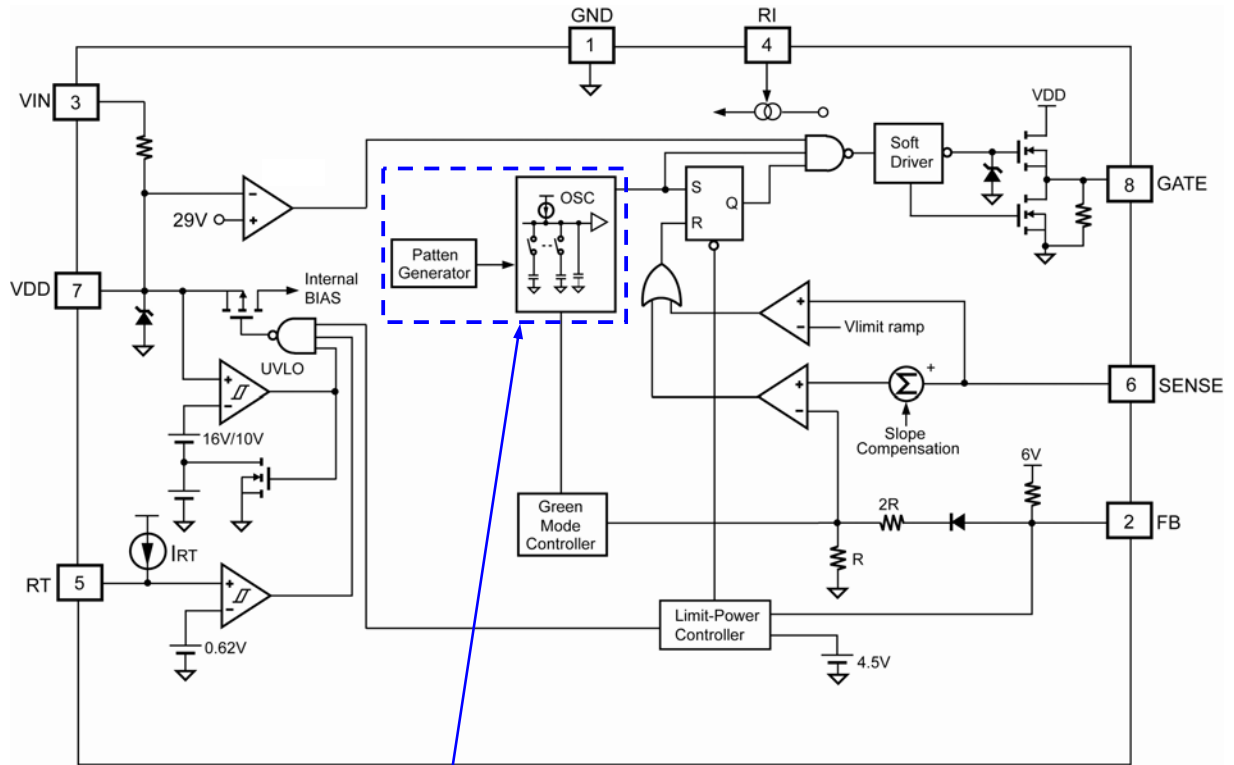 GND
RI
1
4
VIN
3
VDD
Soft
Driver
8
GATE
OSC
S
Q
R
29V
-
+
Patten
Generator
VDD
7
Internal
BIAS
UVLO
+
-
Vlimit ramp
+
-
+
-
Σ
+
6
SENSE
Slope
Compensation
16V/10V
6V
Green
Mode
Controller
2R
2
FB
R
IRT
RT
5
+
-
0.62V
Limit-Power
Controller
4.5V